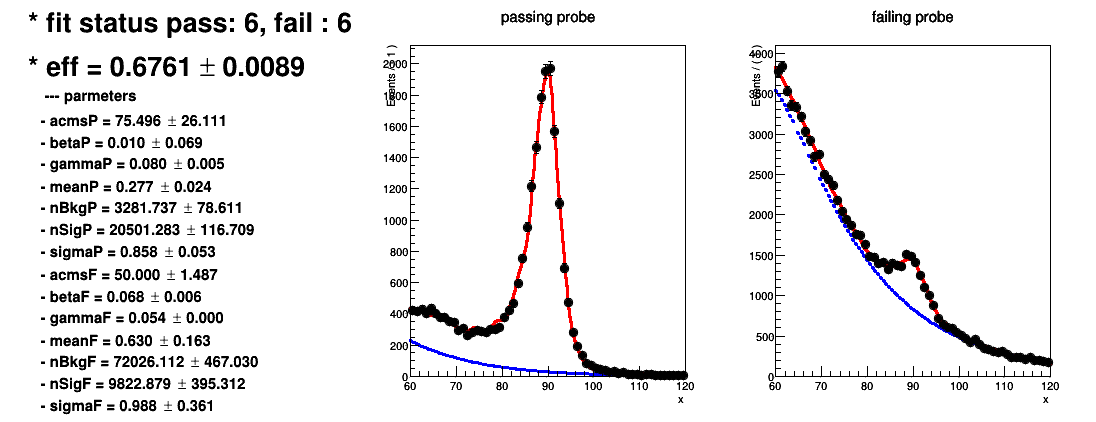 * fit status pass: 6, fail : 6
* eff = 0.6761 ± 0.0089
--- parmeters
- acmsP = 75.496 ± 26.111
- betaP = 0.010 ± 0.069
- gammaP = 0.080 ± 0.005
- meanP = 0.277 ± 0.024
- nBkgP = 3281.737 ± 78.611
- nSigP = 20501.283 ± 116.709
- sigmaP = 0.858 ± 0.053
- acmsF = 50.000 ± 1.487
- betaF = 0.068 ± 0.006
- gammaF = 0.054 ± 0.000
- meanF = 0.630 ± 0.163
- nBkgF = 72026.112 ± 467.030
- nSigF = 9822.879 ± 395.312
- sigmaF = 0.988 ± 0.361
passing probe
Events / ( 1 )
2000
1800
1600
1400
1200
1000
800
600
400
200
0
60 70 80 90 100 110 120
x
failing probe
Events / (
4000
3500
3000
2500
2000
1500
1000
500
0
60 70 80 90 100 110 120
x